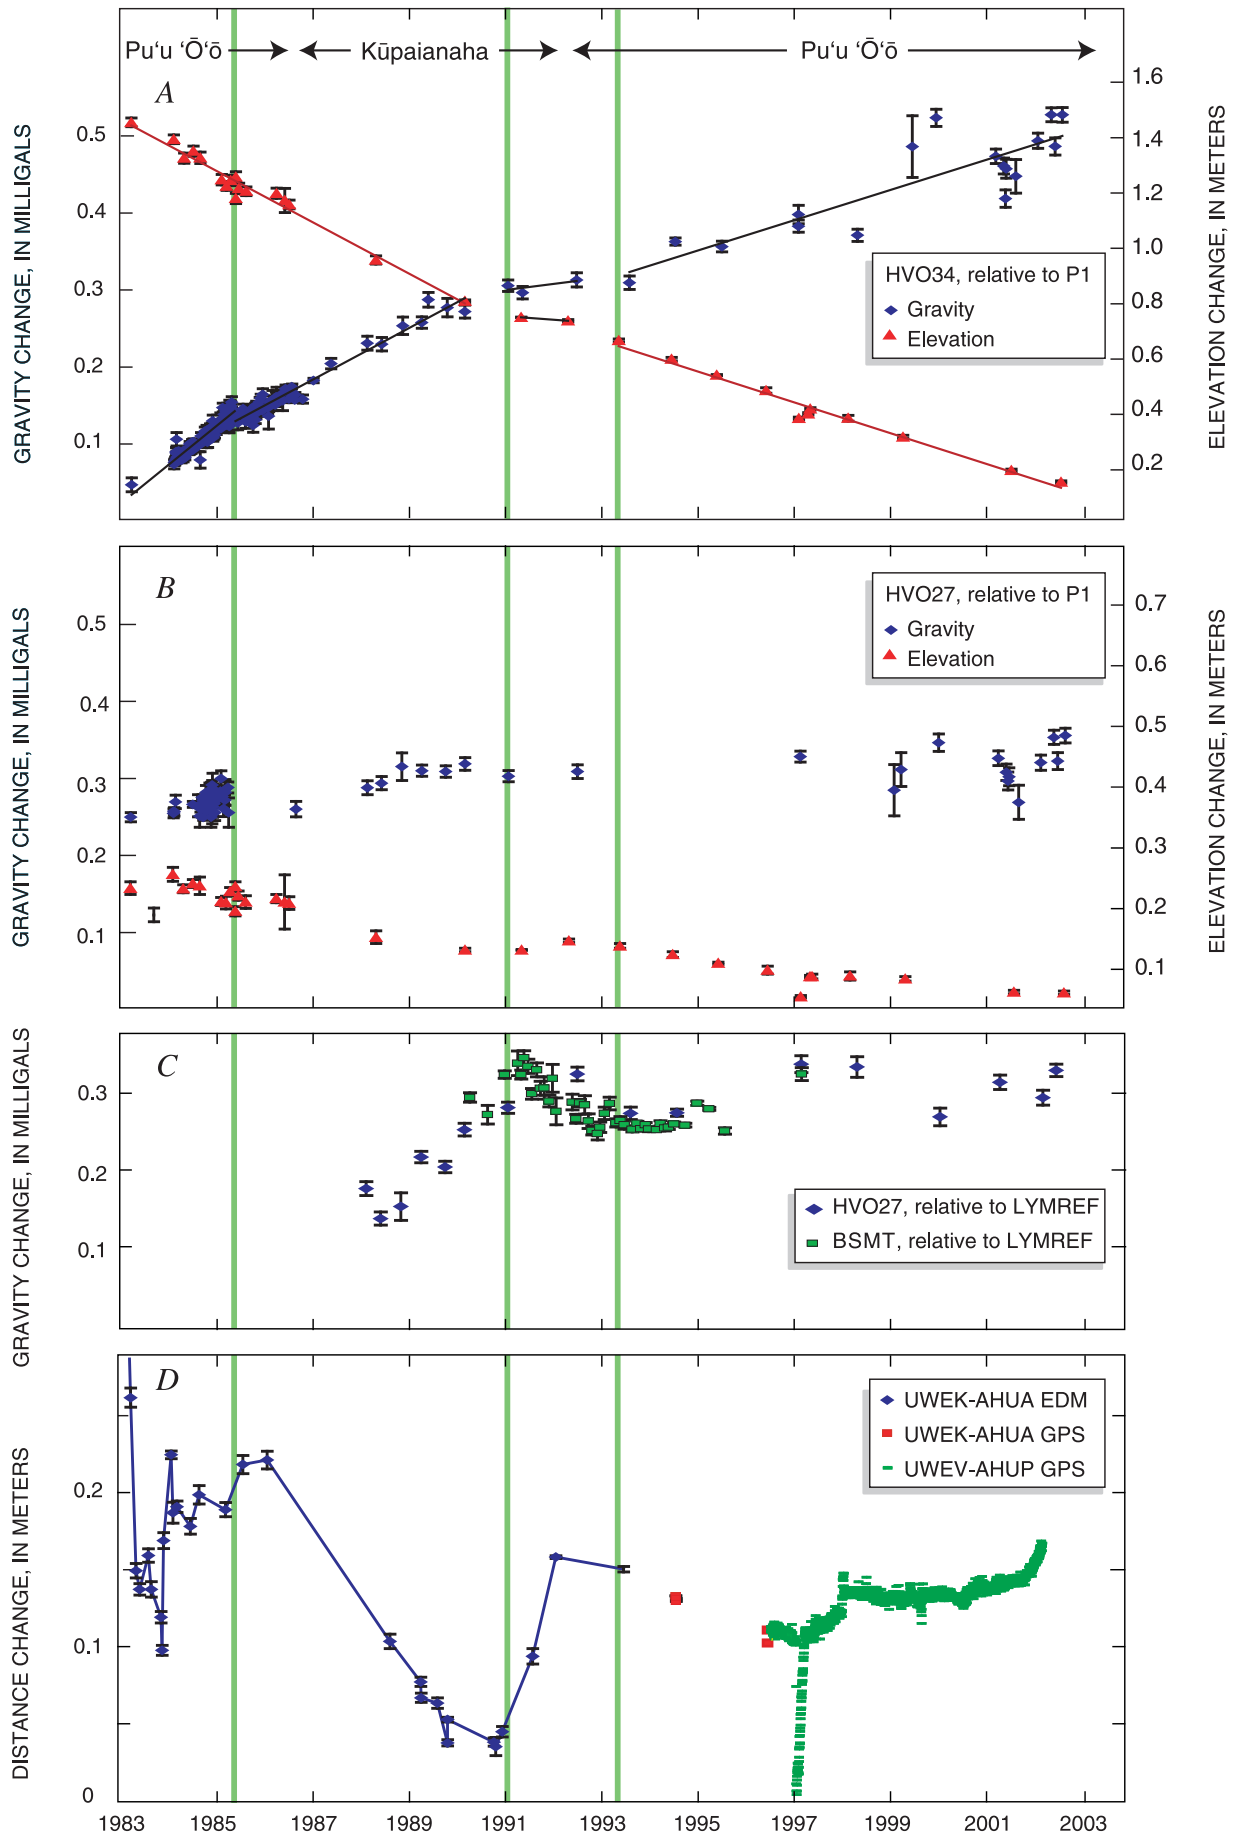 Pu‘u ‘Ō‘ō Kūpaianaha Pu‘u ‘Ō‘ō
A
GRAVITY CHANGE, IN MILLIGALS
0.5
0.4
0.3
0.2
0.1
1.6
1.4
1.2
1.0
0.8
0.6
0.4
0.2
ELEVATION CHANGE, IN METERS
HVO34, relative to P1
Gravity
Elevation
B
GRAVITY CHANGE, IN MILLIGALS
0.5
0.4
0.3
0.2
0.1
0.7
0.6
0.5
0.4
0.3
0.2
0.1
ELEVATION CHANGE, IN METERS
HVO27, relative to P1
Gravity
Elevation
C
GRAVITY CHANGE, IN MILLIGALS
0.3
0.2
0.1
HVO27, relative to LYMREF
BSMT, relative to LYMREF
D
DISTANCE CHANGE, IN METERS
0.2
0.1
0
UWEK-AHUA EDM
UWEK-AHUA GPS
UWEV-AHUP GPS
1983 1985 1987 1989 1991 1993 1995 1997 1999 2001 2003